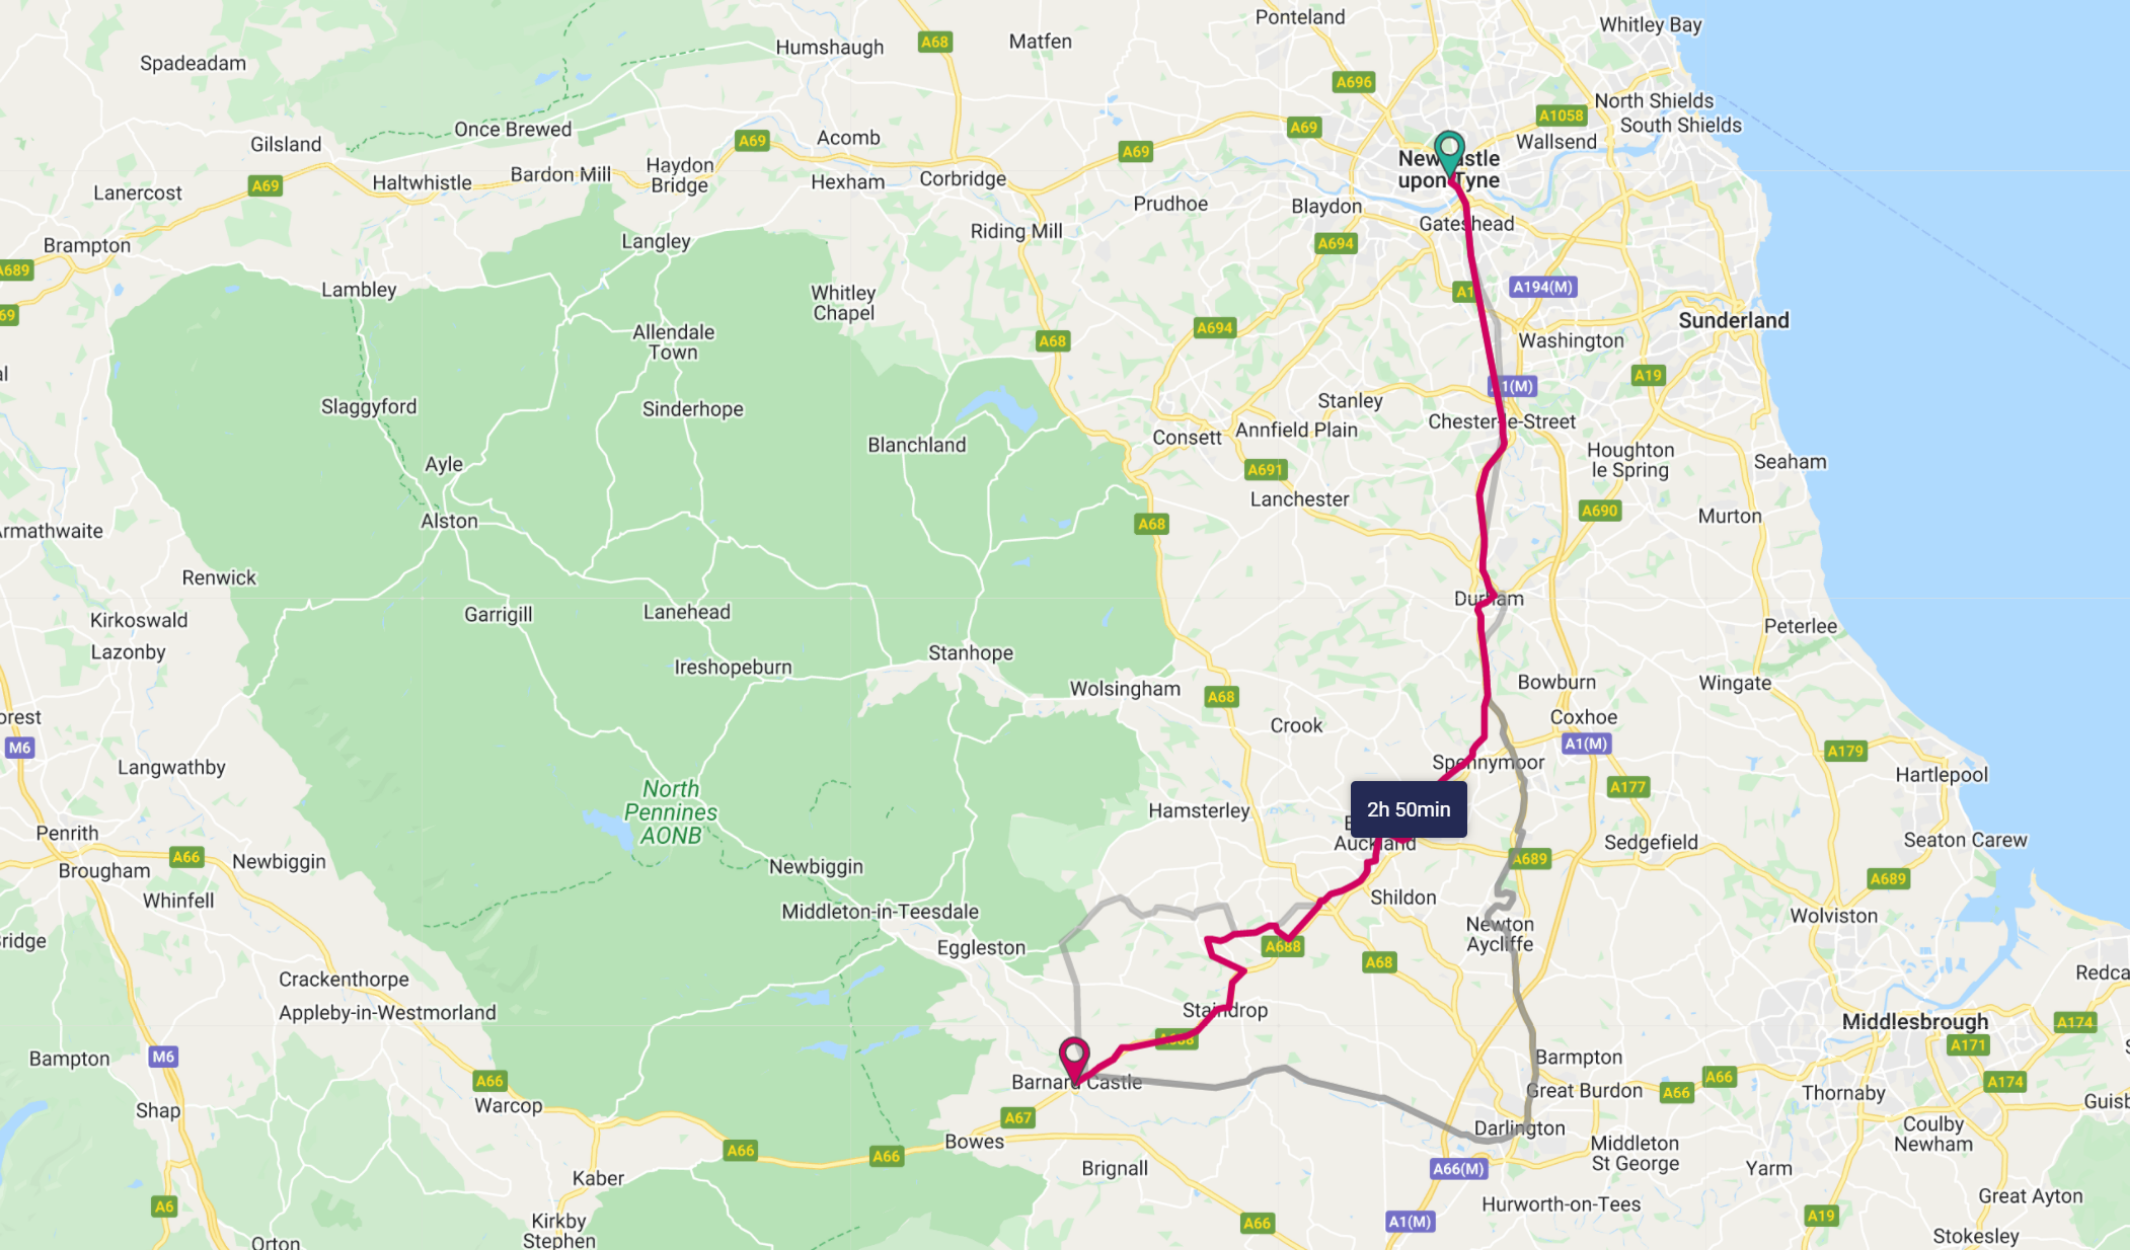 Ponteland
Whitley Bay
Humshaugh
A68
Matfen
Spadeadam
A696
North Shields
A1058
South Shields
Once Brewed
A69
Acomb
A69
Wallsend
Gilsland
A69
Newcastle
upon Tyne
Haydon
Bridge
Bardon Mill
Haltwhistle
Hexham
Corbridge
A69
Lanercost
Prudhoe
Blaydon
Gateshead
Riding Mill
Langley
A694
Brampton
A689
Lambley
Whitley
Chapel
A1
A194(M)
69
Allendale
Town
A68
A694
Washington
Sunderland
al
A1(M)
A19
Slaggyford
Sinderhope
Stanley
Chester-le-Street
Blanchland
Consett
Annfield Plain
Houghton
le Spring
Seaham
Ayle
A691
Lanchester
Alston
A68
A690
Murton
Armathwaite
Renwick
Kirkoswald
Garrigill
Lanehead
Durham
Peterlee
Lazonby
Ireshopeburn
Stanhope
Wolsingham
A68
Bowburn
Wingate
orest
Crook
Coxhoe
M6
A1(M)
A179
Langwathby
Spennymoor
Hartlepool
North
Pennines
AONB
A177
Hamsterley
2h 50min
Penrith
B
Auckland
Sedgefield
Seaton Carew
A66
Newbiggin
Newbiggin
A689
Brougham
A689
Whinfell
Middleton-in-Teesdale
Shildon
Wolviston
Bridge
Eggleston
A688
Newton
Aycliffe
A68
Crackenthorpe
Redca
Appleby-in-Westmorland
Staindrop
Middlesbrough
A174
Bampton
M6
A688
A171
Barmpton
A66
Barnard Castle
Great Burdon
A66
A66
Thornaby
A174
Shap
Warcop
A67
Guisb
Bowes
Darlington
Coulby
Newham
A66
A66
Middleton
St George
Brignall
A66(M)
Yarm
Kaber
A6
Hurworth-on-Tees
Great Ayton
Kirkby
Stephen
A66
A1(M)
A19
Orton
Stokesley